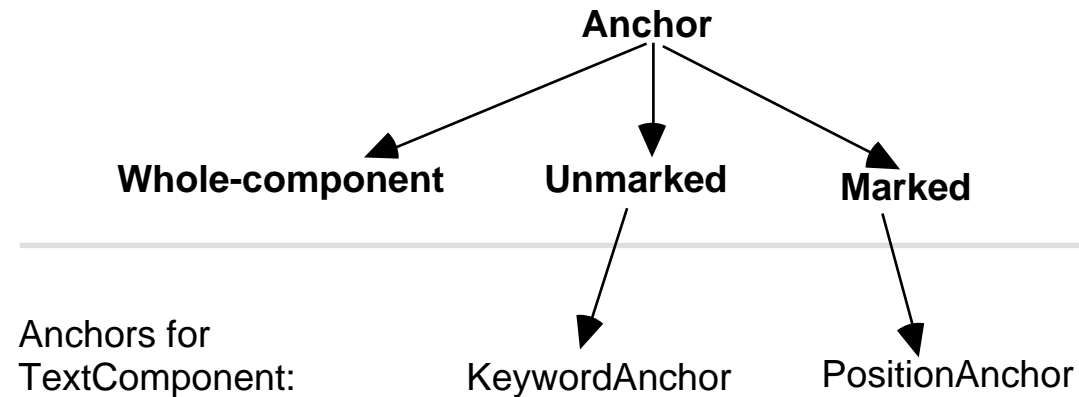 Anchor
Whole-component
Unmarked
Marked
Anchors for
TextComponent:
KeywordAnchor
PositionAnchor